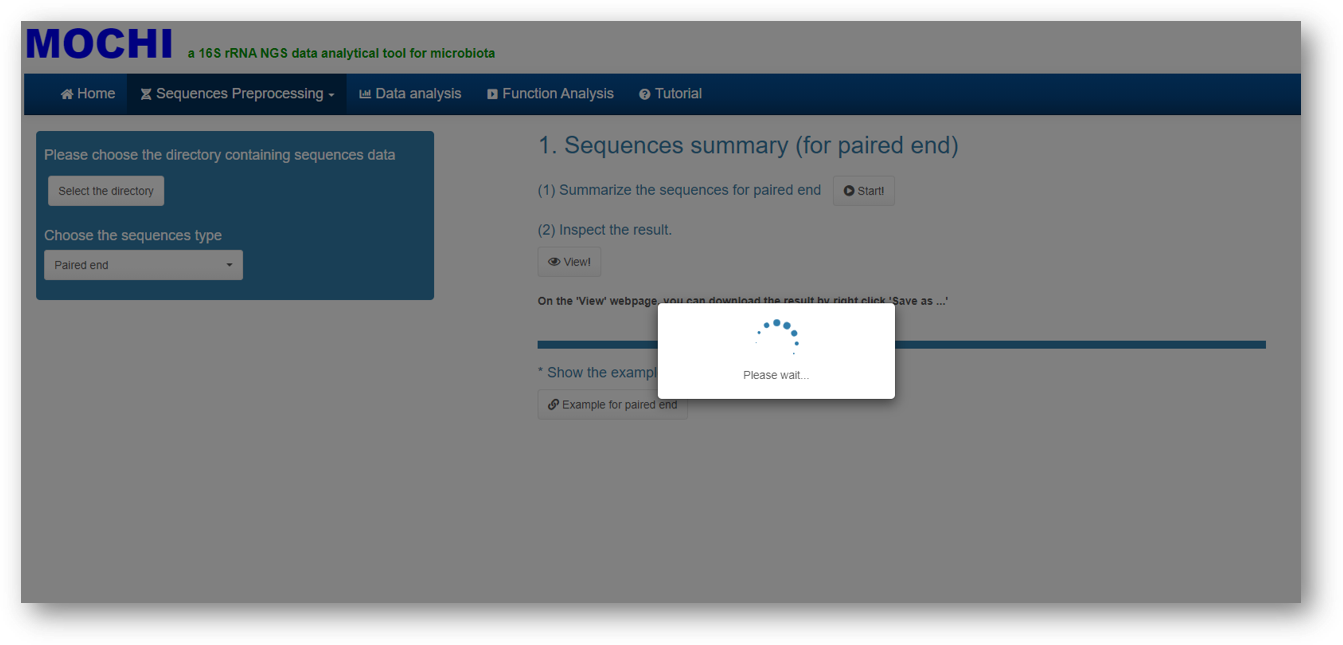 MOCHI a 16S rRNA NGS data analytical tool for microbiota
Home Sequences Preprocessing Data analysis Function Analysis Tutorial
Please choose the directory containing sequences data
Select the directory
Choose the sequences type
Paired end
1. Sequences summary (for paired end)
(1) Summarize the sequences for paired end Start!
(2) Inspect the result.
View!
On the 'View' webpage, you can download the result by right click 'Save as ...'
Please wait...
* Show the exampl
Example for paired end